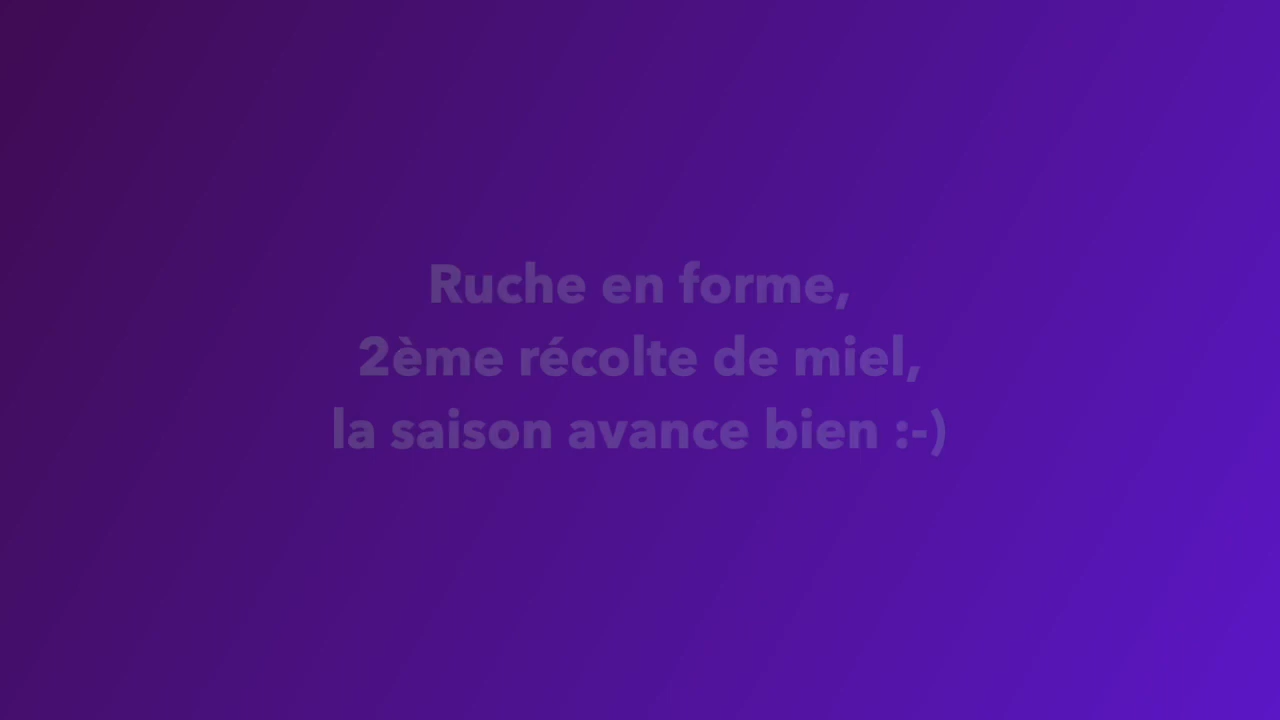 Ruche en forme,
2ème récolte de miel,
la saison avance bien :-)